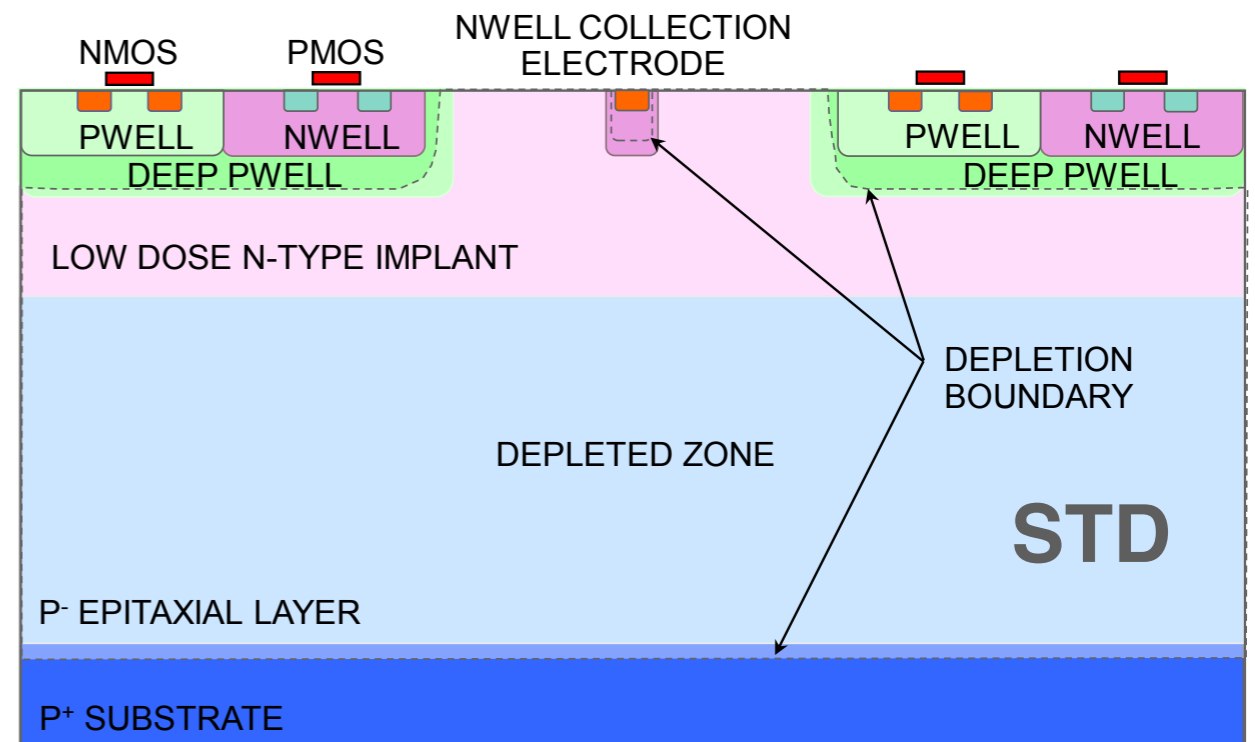 NWELL COLLECTION
ELECTRODE
NMOS
PMOS
PWELL
NWELL
PWELL
NWELL
DEEP PWELL
DEEP PWELL
LOW DOSE N-TYPE IMPLANT
DEPLETION
BOUNDARY
DEPLETED ZONE
STD
P⁻ EPITAXIAL LAYER
P⁺ SUBSTRATE